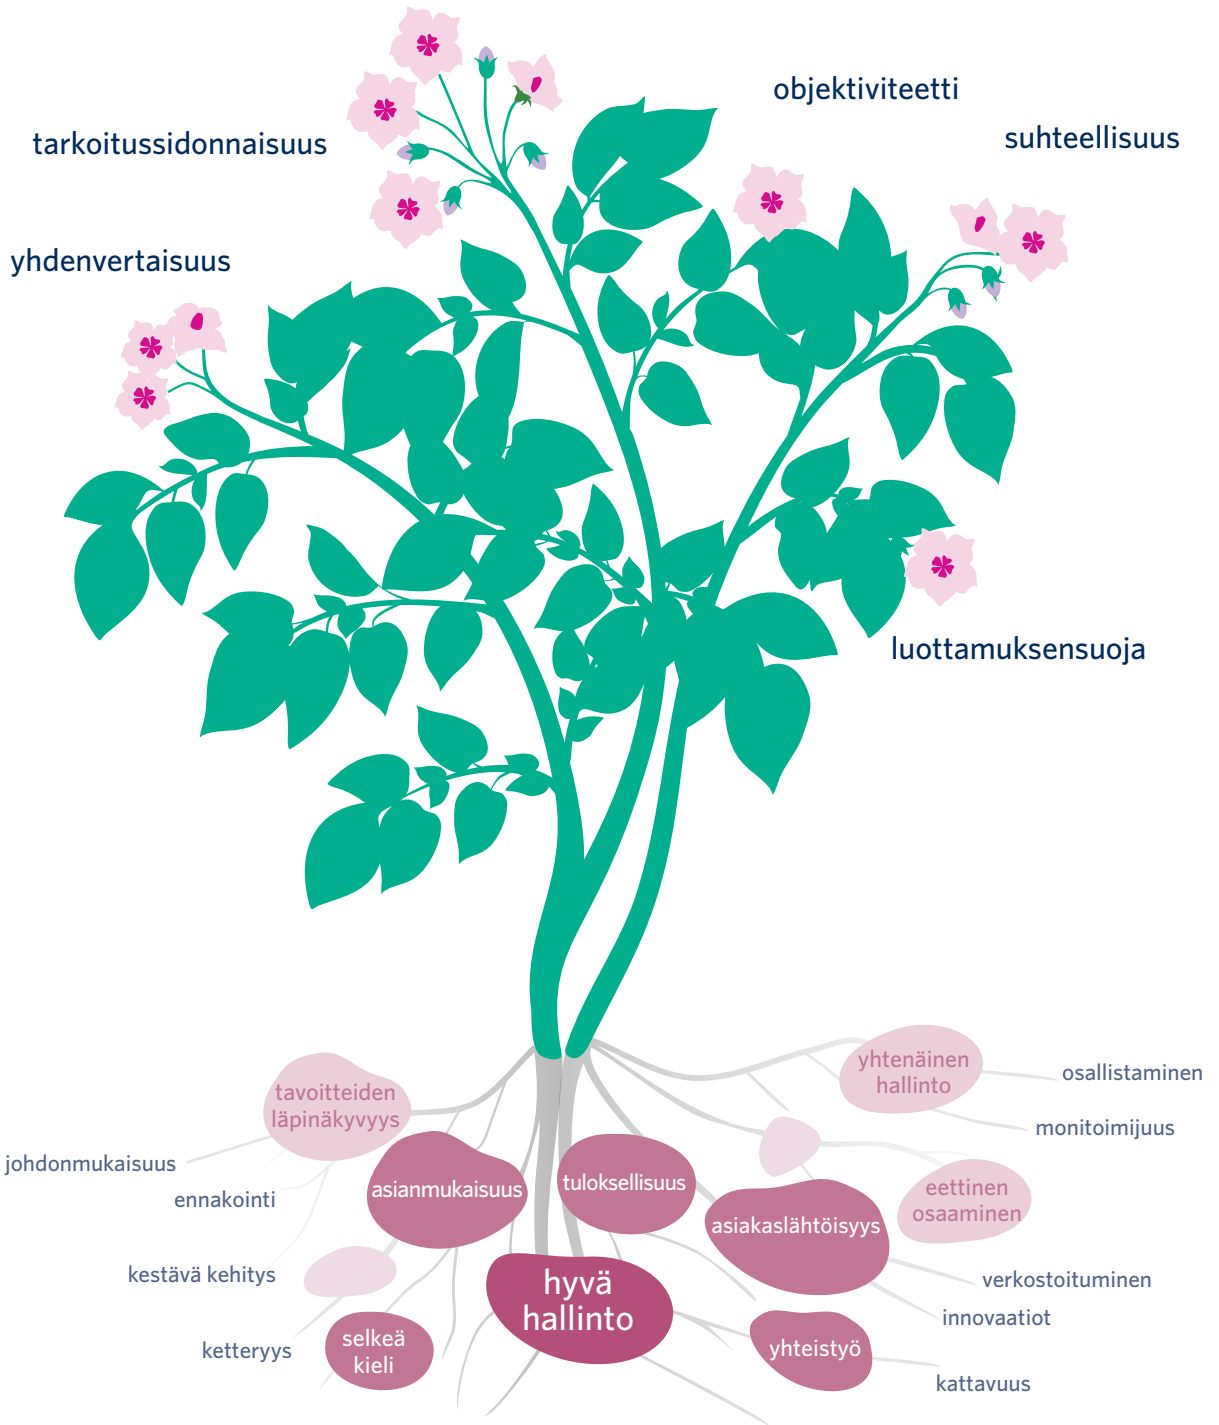 objektiviteetti
suhteellisuus
tarkoitussidonnaisuus
yhdenvertaisuus
luottamuksensuoja
yhtenäinen
hallinto
osallistaminen
tavoitteiden
läpinäkyvyys
monitoimijuus
johdonmukaisuus
asianmukaisuus
tuloksellisuus
eettinen
osaaminen
ennakointi
asiakaslähtöisyys
kestävä kehitys
hyvä
hallinto
verkostoituminen
innovaatiot
ketteryys
selkeä
kieli
yhteistyö
kattavuus